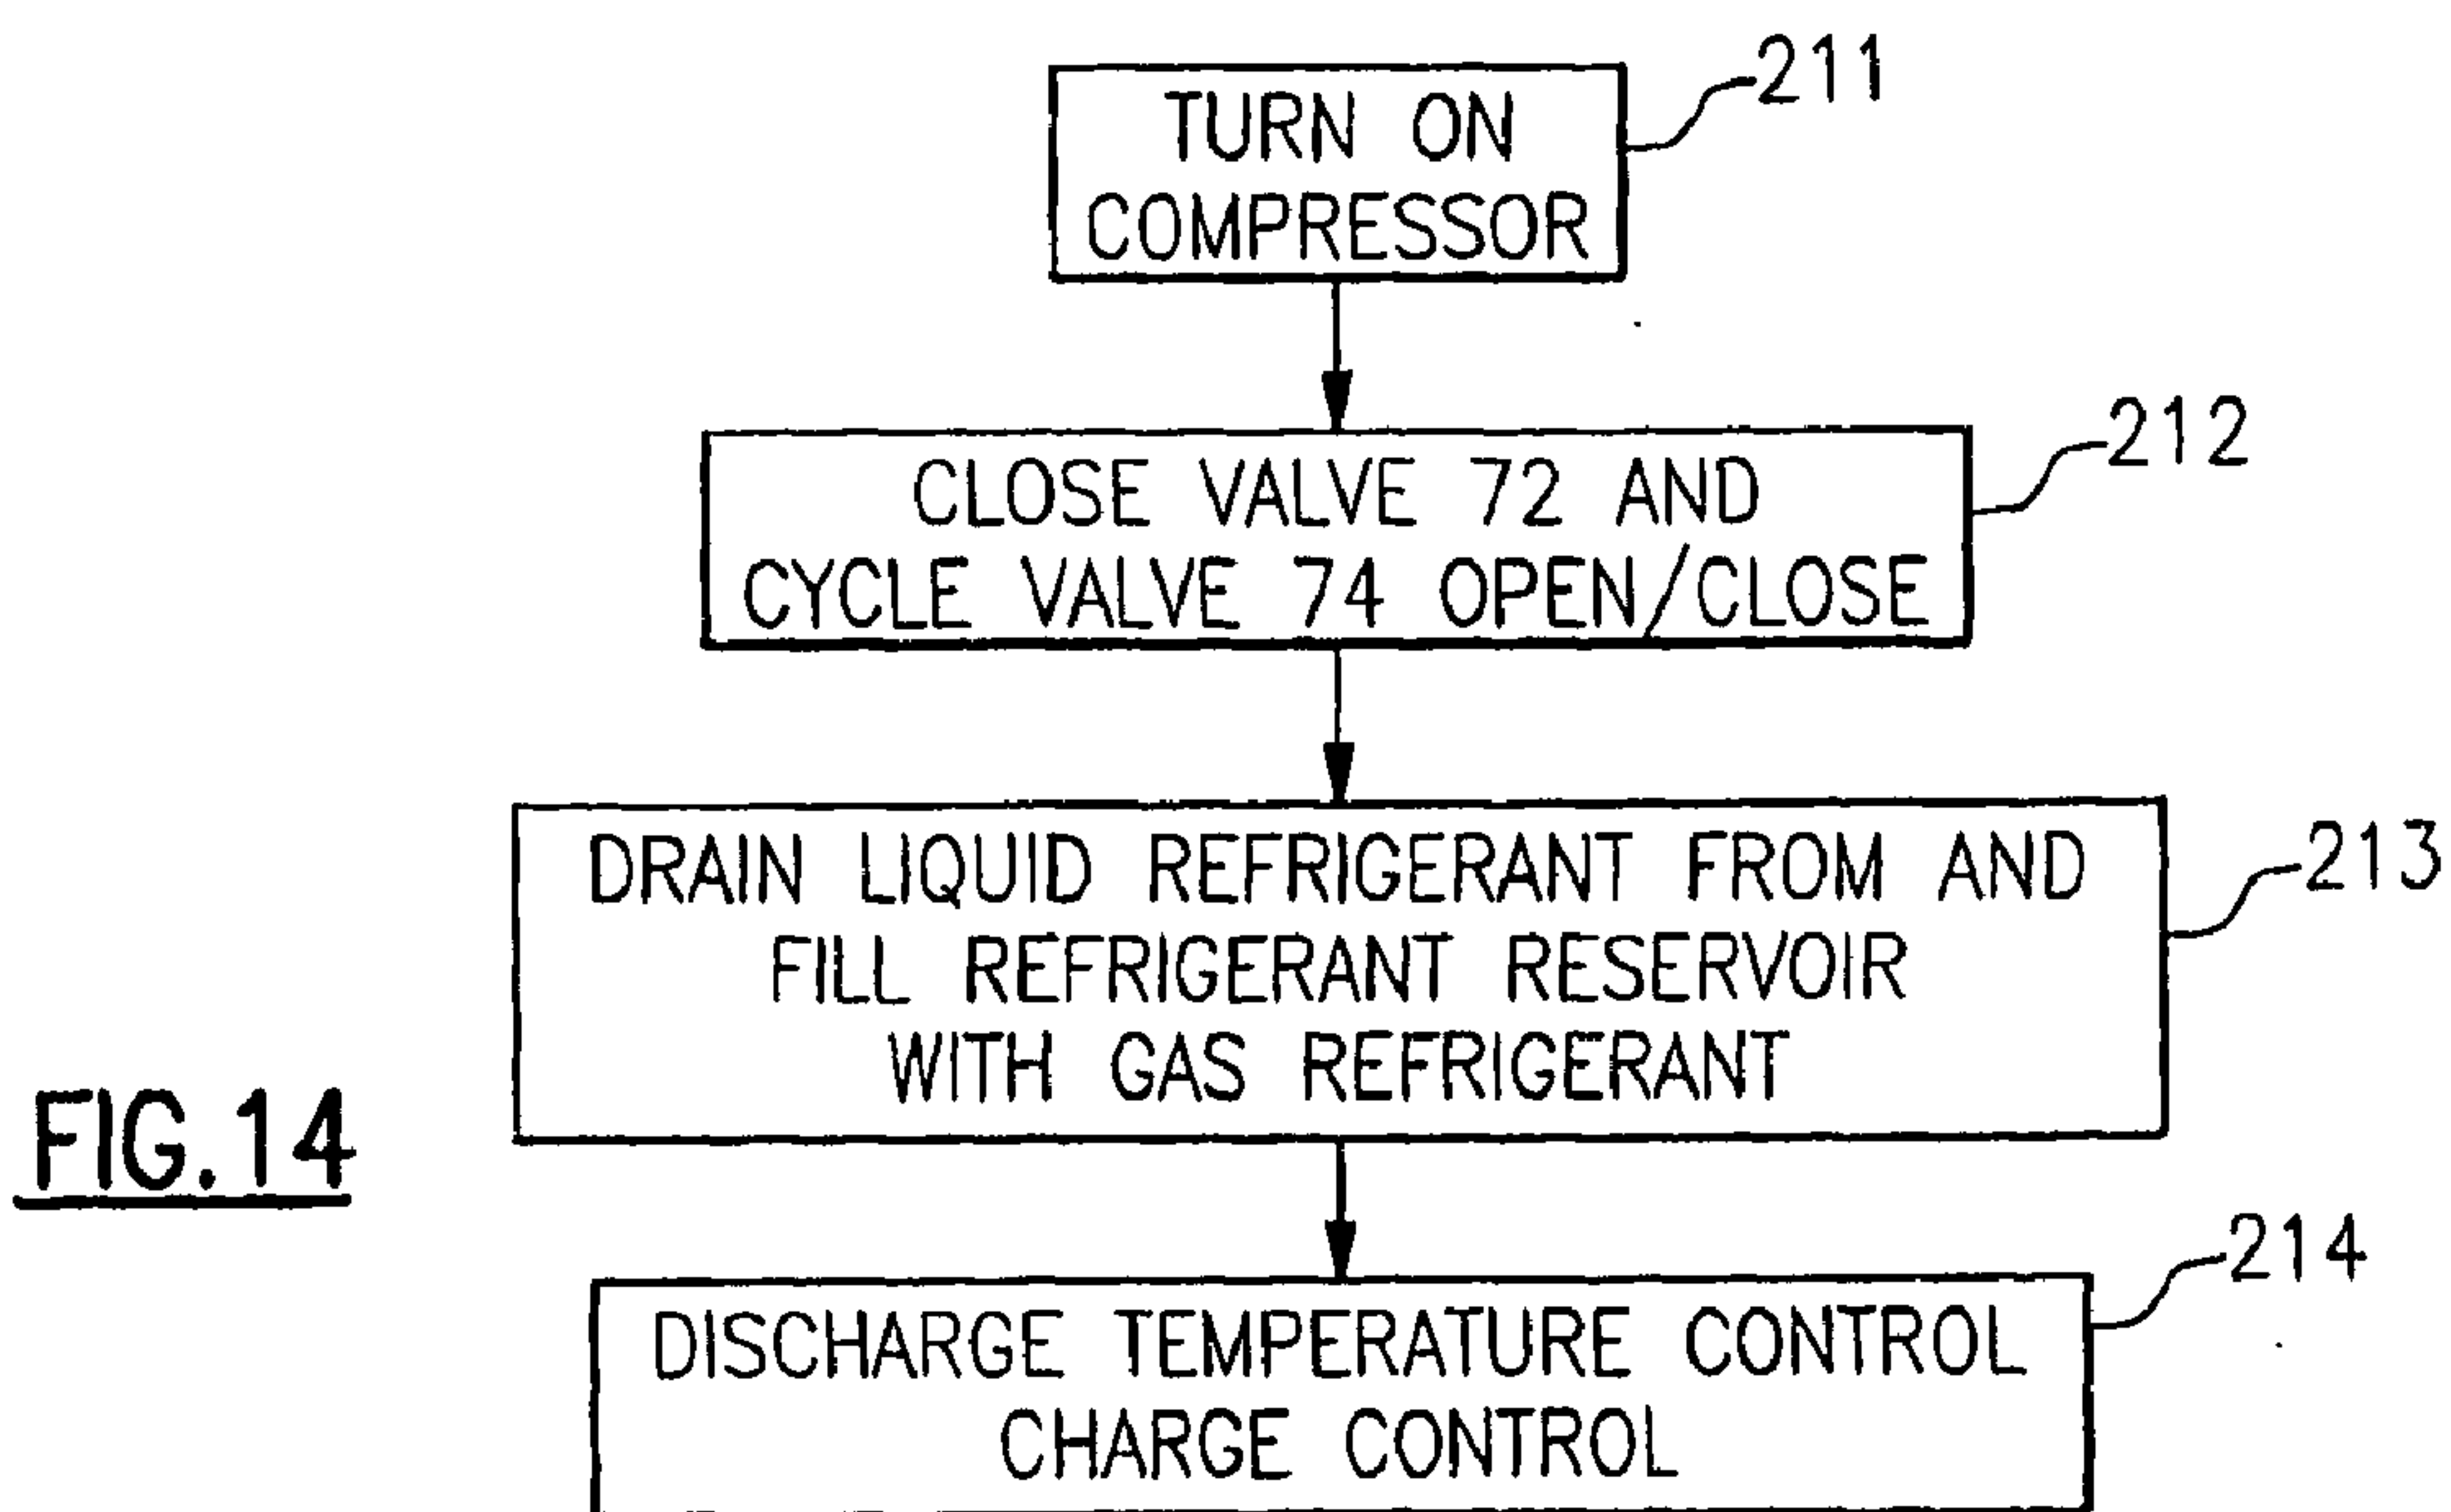 211
TURN ON
COMPRESSOR
212
CLOSE VALVE 72 AND
CYCLE VALVE 74 OPEN/CLOSE
213
DRAIN LIQUID REFRIGERANT FROM AND
FILL REFRIGERANT RESERVOIR
WITH GAS REFRIGERANT
FIG.14
214
DISCHARGE TEMPERATURE CONTROL
CHARGE CONTROL